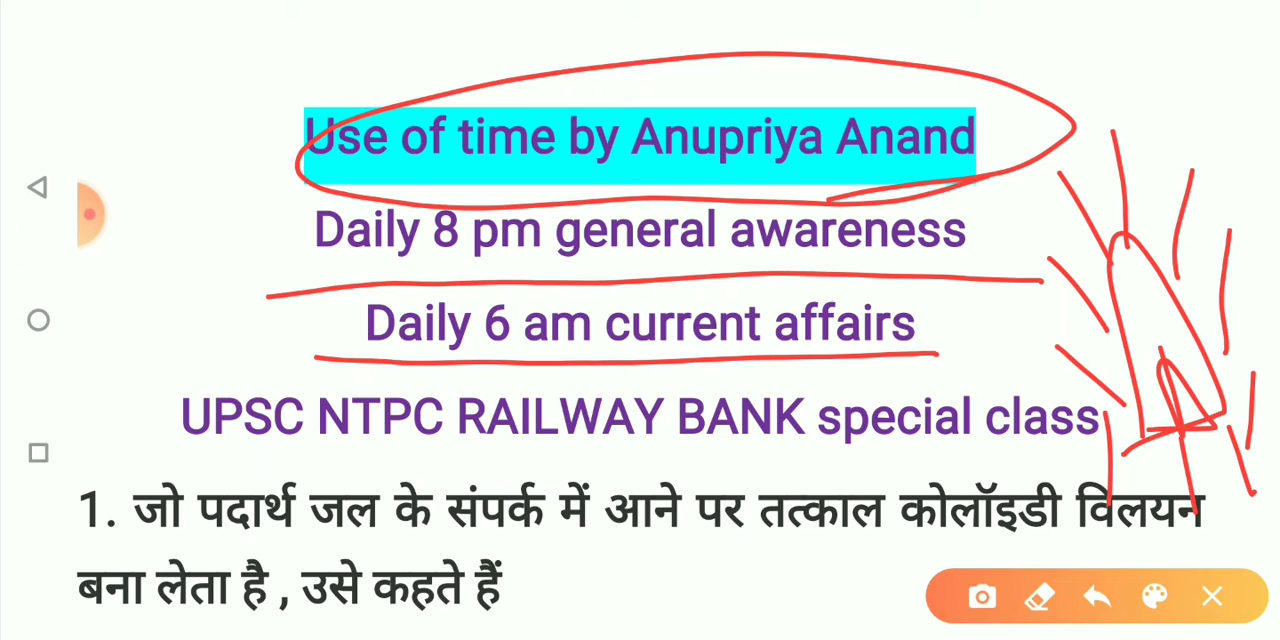 Use of time by Anupriya Anand
Daily 8 pm general awareness
Daily 6 am current affairs
UPSC NTPC RAILWAY BANK special class
1. जो पदार्थ जल के संपर्क में आने पर तत्काल कोलॉइडी विलयन
बना लेता है , उसे कहते हैं